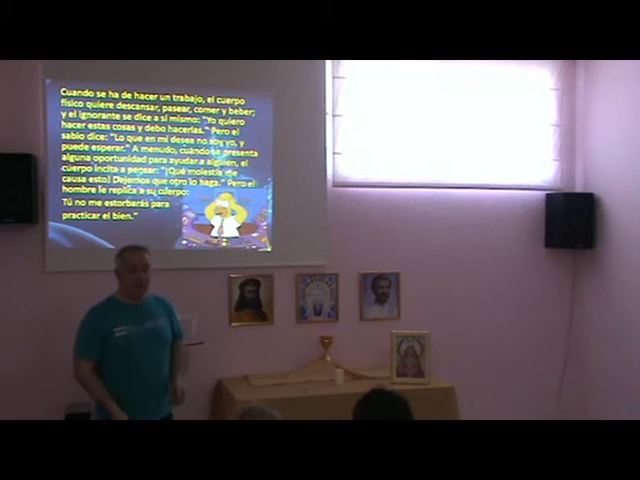 Cuando se ha de hacer un trabajo, el cuerpo
físico quiere descansar, pasear, comer y beber;
y el ignorante se dice a sí mismo: "Yo quiero
hacer estas cosas y debo hacerlas." Pero el
sabio dice: "Lo que en mí desea no soy yo, y
puede esperar." A menudo, cuando se presenta
alguna oportunidad para ayudar a alguien, el
cuerpo incita a pensar: "¡Qué molestia me
causa esto! Dejemos que otro lo haga." Pero el
hombre le replica a su cuerpo:
Tú no me estorbarás para
practicar el bien."